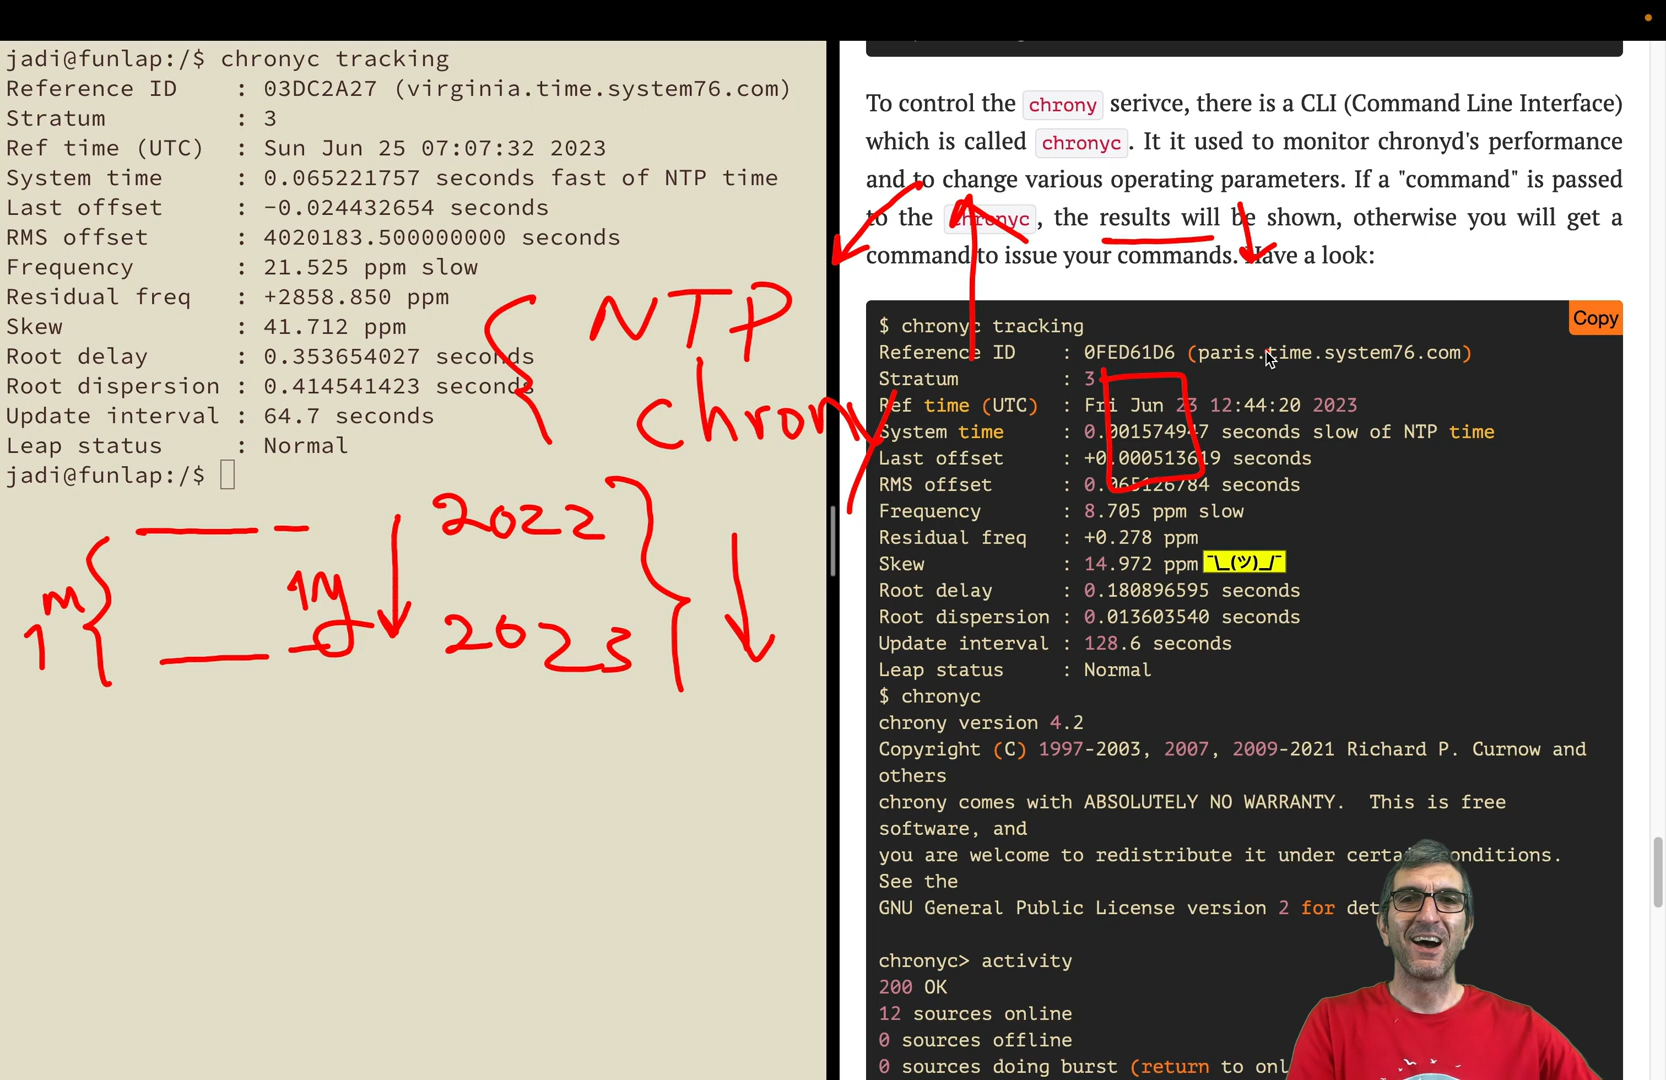 jadi@funlap:/$ chronyc tracking
Reference ID : 03DC2A27 (virginia.time.system76.com)
Stratum : 3
Ref time (UTC) : Sun Jun 25 07:07:32 2023
System time : 0.065221757 seconds fast of NTP time
Last offset : -0.024432654 seconds
RMS offset : 4020183.500000000 seconds
Frequency : 21.525 ppm slow
Residual freq : +2858.850 ppm
Skew : 41.712 ppm
Root delay : 0.353654027 seconds
Root dispersion : 0.414541423 seconds
Update interval : 64.7 seconds
Leap status : Normal
jadi@funlap:/$
NTP
chrony
2022
1y
1m
2023
To control the chrony serivce, there is a CLI (Command Line Interface)
which is called chronyc. It it used to monitor chronyd's performance
and to change various operating parameters. If a "command" is passed
to the chronyc, the results will be shown, otherwise you will get a
command to issue your commands. Have a look:
Copy
$ chronyc tracking
Reference ID : 0FED61D6 (paris.time.system76.com)
Stratum : 3
Ref time (UTC) : Fri Jun 23 12:44:20 2023
System time : 0.001574947 seconds slow of NTP time
Last offset : +0.000513619 seconds
RMS offset : 0.065126784 seconds
Frequency : 8.705 ppm slow
Residual freq : +0.278 ppm
Skew : 14.972 ppm ¯\_(ツ)_/¯
Root delay : 0.180896595 seconds
Root dispersion : 0.013603540 seconds
Update interval : 128.6 seconds
Leap status : Normal
$ chronyc
chrony version 4.2
Copyright (C) 1997-2003, 2007, 2009-2021 Richard P. Curnow and
others
chrony comes with ABSOLUTELY NO WARRANTY. This is free
software, and
you are welcome to redistribute it under certain conditions.
See the
GNU General Public License version 2 for det
chronyc> activity
200 OK
12 sources online
0 sources offline
0 sources doing burst (return to onl